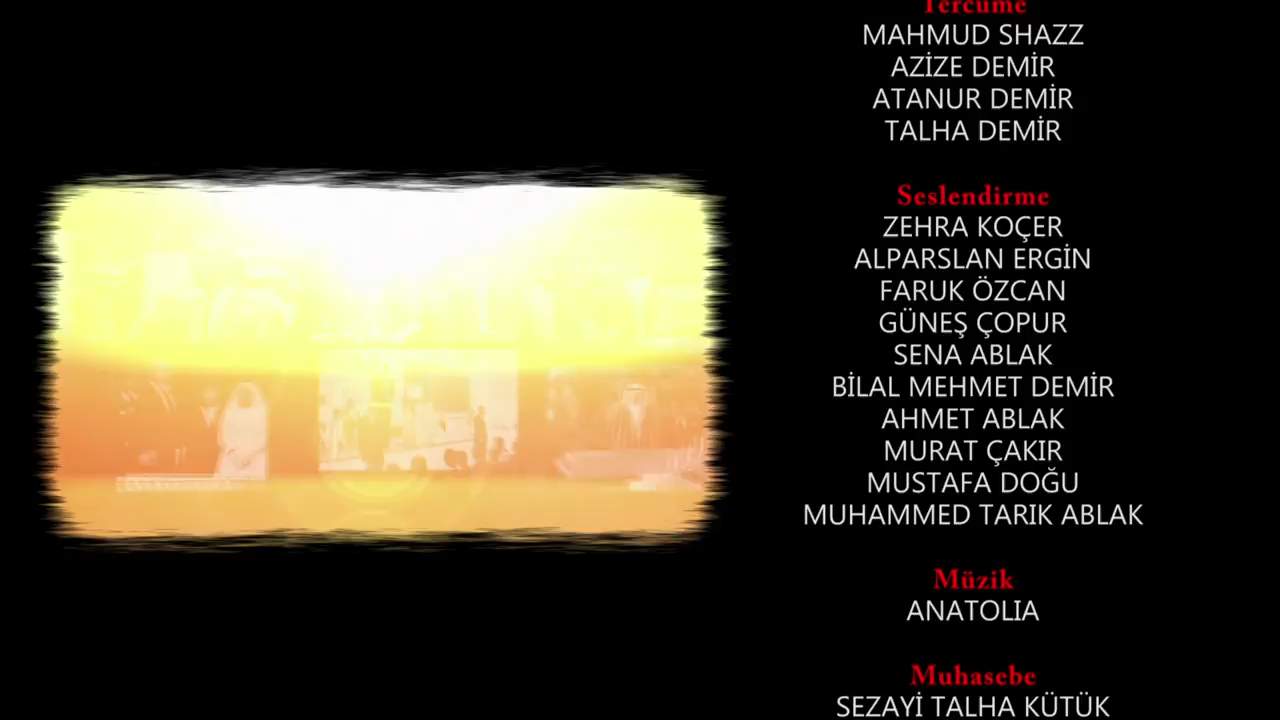 Tercüme
MAHMUD SHAZZ
AZİZE DEMİR
ATANUR DEMİR
TALHA DEMİR
Seslendirme
ZEHRA KOÇER
ALPARSLAN ERGİN
FARUK ÖZCAN
GÜNEŞ ÇOPUR
SENA ABLAK
BİLAL MEHMET DEMİR
AHMET ABLAK
MURAT ÇAKIR
MUSTAFA DOĞU
MUHAMMED TARIK ABLAK
Müzik
ANATOLIA
Muhasebe
SEZAYİ TALHA KÜTÜK